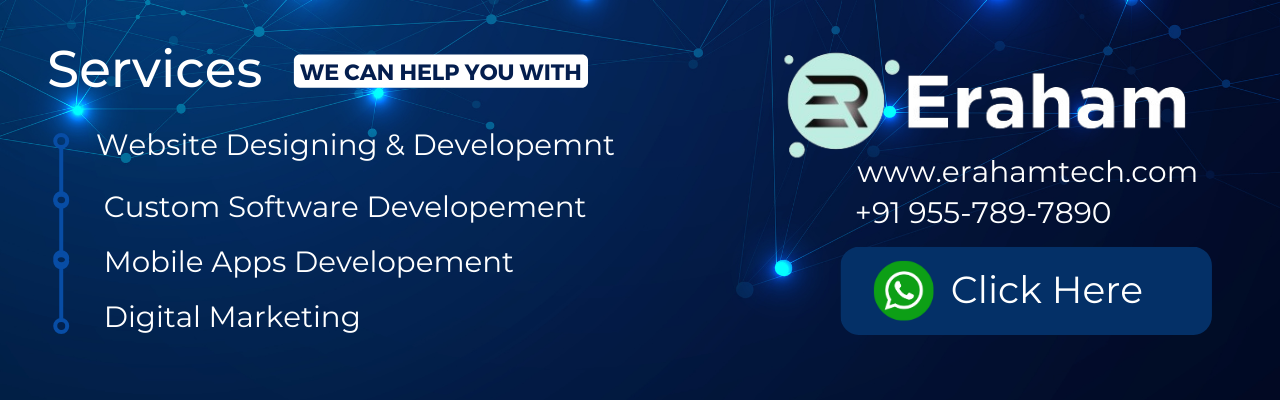 Services
WE CAN HELP YOU WITH
Website Designing & Developemnt
Custom Software Developement
Mobile Apps Developement
Digital Marketing
ER Eraham
www.erahamtech.com
+91 955-789-7890
Click Here